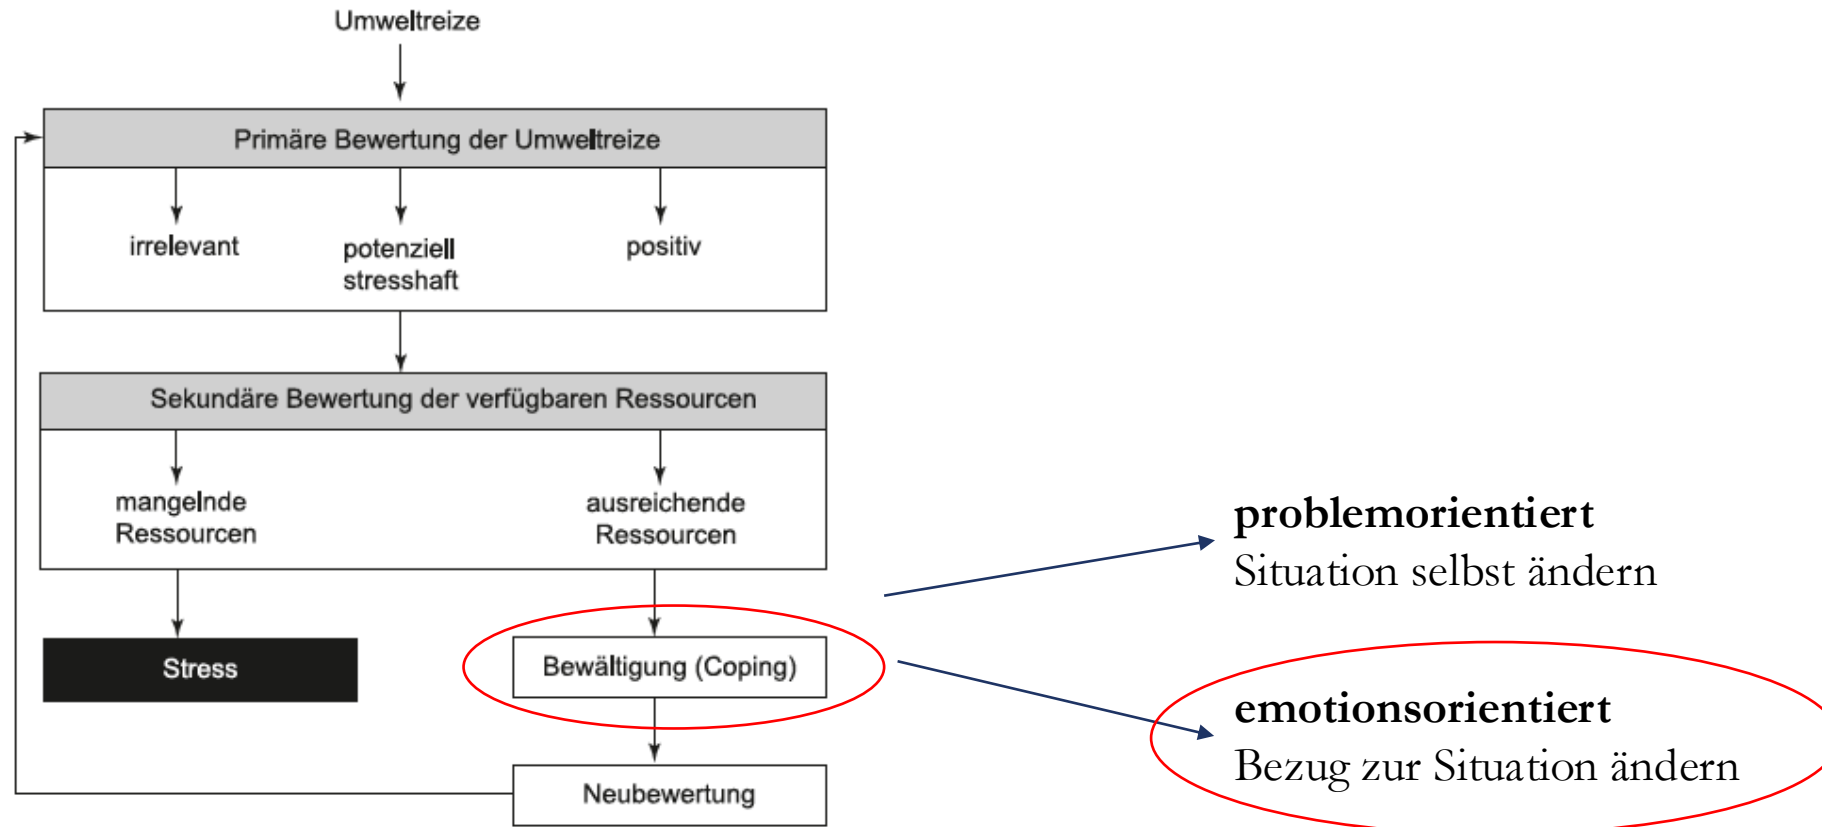 Umweltreize
Primäre Bewertung der Umweltreize
irrelevant
potenziell
stresshaft
positiv
Sekundäre Bewertung der verfügbaren Ressourcen
mangelnde
Ressourcen
ausreichende
Ressourcen
Stress
Bewältigung (Coping)
Neubewertung
problemorientiert
Situation selbst ändern
emotionsorientiert
Bezug zur Situation ändern